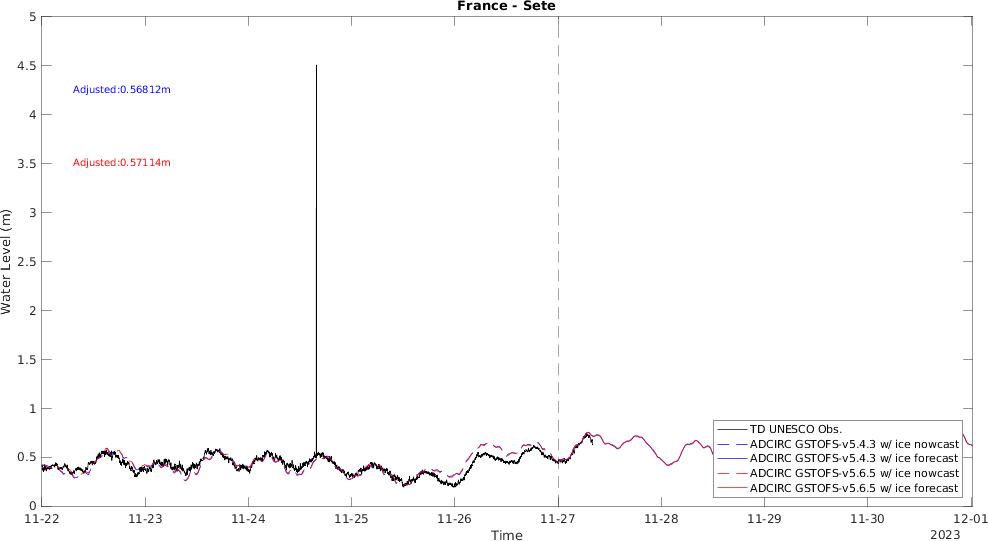 France - Sete
5
4.5
4
3.5
3
2.5
2
1.5
1
0.5
0
Water Level (m)
Adjusted:0.56812m
Adjusted:0.57114m
TD UNESCO Obs.
ADCIRC GSTOFS-v5.4.3 w/ ice nowcast
ADCIRC GSTOFS-v5.4.3 w/ ice forecast
ADCIRC GSTOFS-v5.6.5 w/ ice nowcast
ADCIRC GSTOFS-v5.6.5 w/ ice forecast
11-22 11-23 11-24 11-25 11-26 11-27 11-28 11-29 11-30 12-01
Time
2023